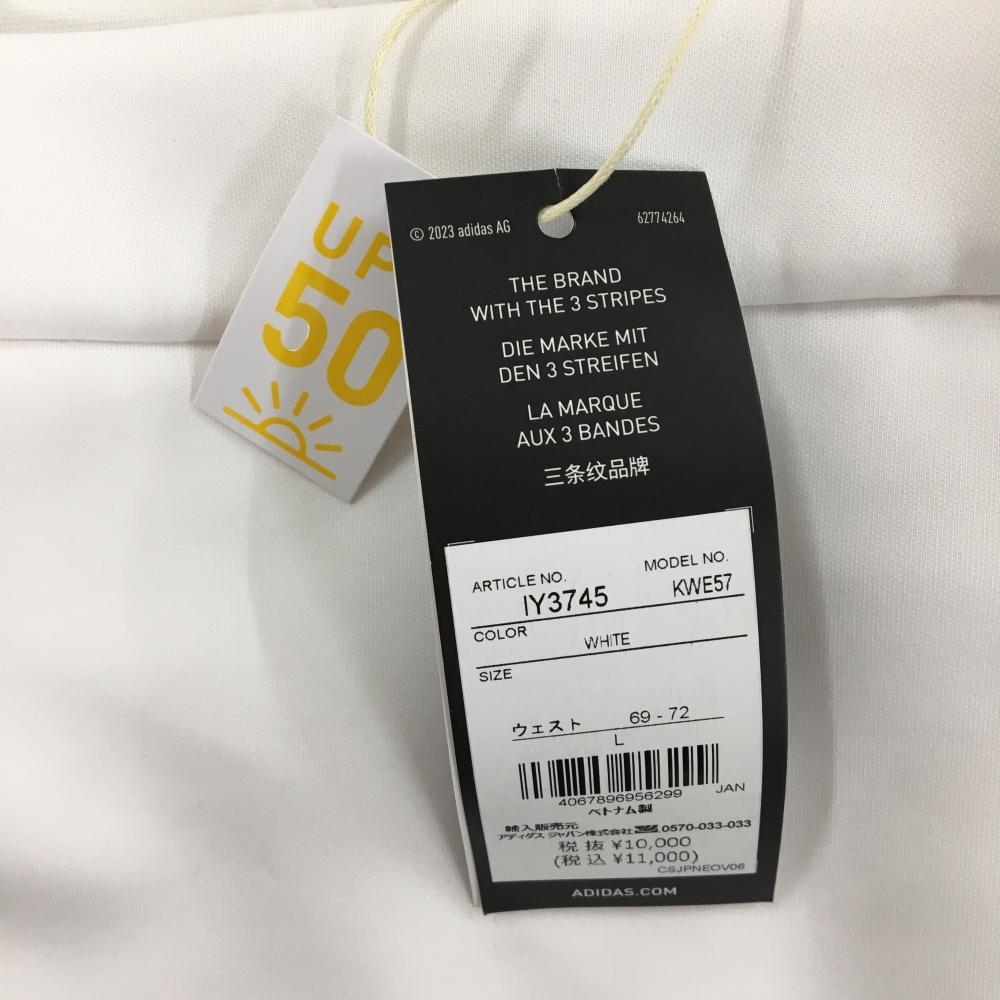 UP
50
© 2023 adidas AG
62774264
THE BRAND
WITH THE 3 STRIPES
DIE MARKE MIT
DEN 3 STREIFEN
LA MARQUE
AUX 3 BANDES
三条纹品牌
ARTICLE NO.
IY3745
MODEL NO.
KWE57
COLOR
WHITE
SIZE
ウェスト 69 - 72
L
4067896956299 JAN
ベトナム製
輸入販売元
アディダス ジャパン株式会社 0570-033-033
税 抜 ¥10,000
(税 込 ¥11,000)
CSJPNEOV06
ADIDAS.COM